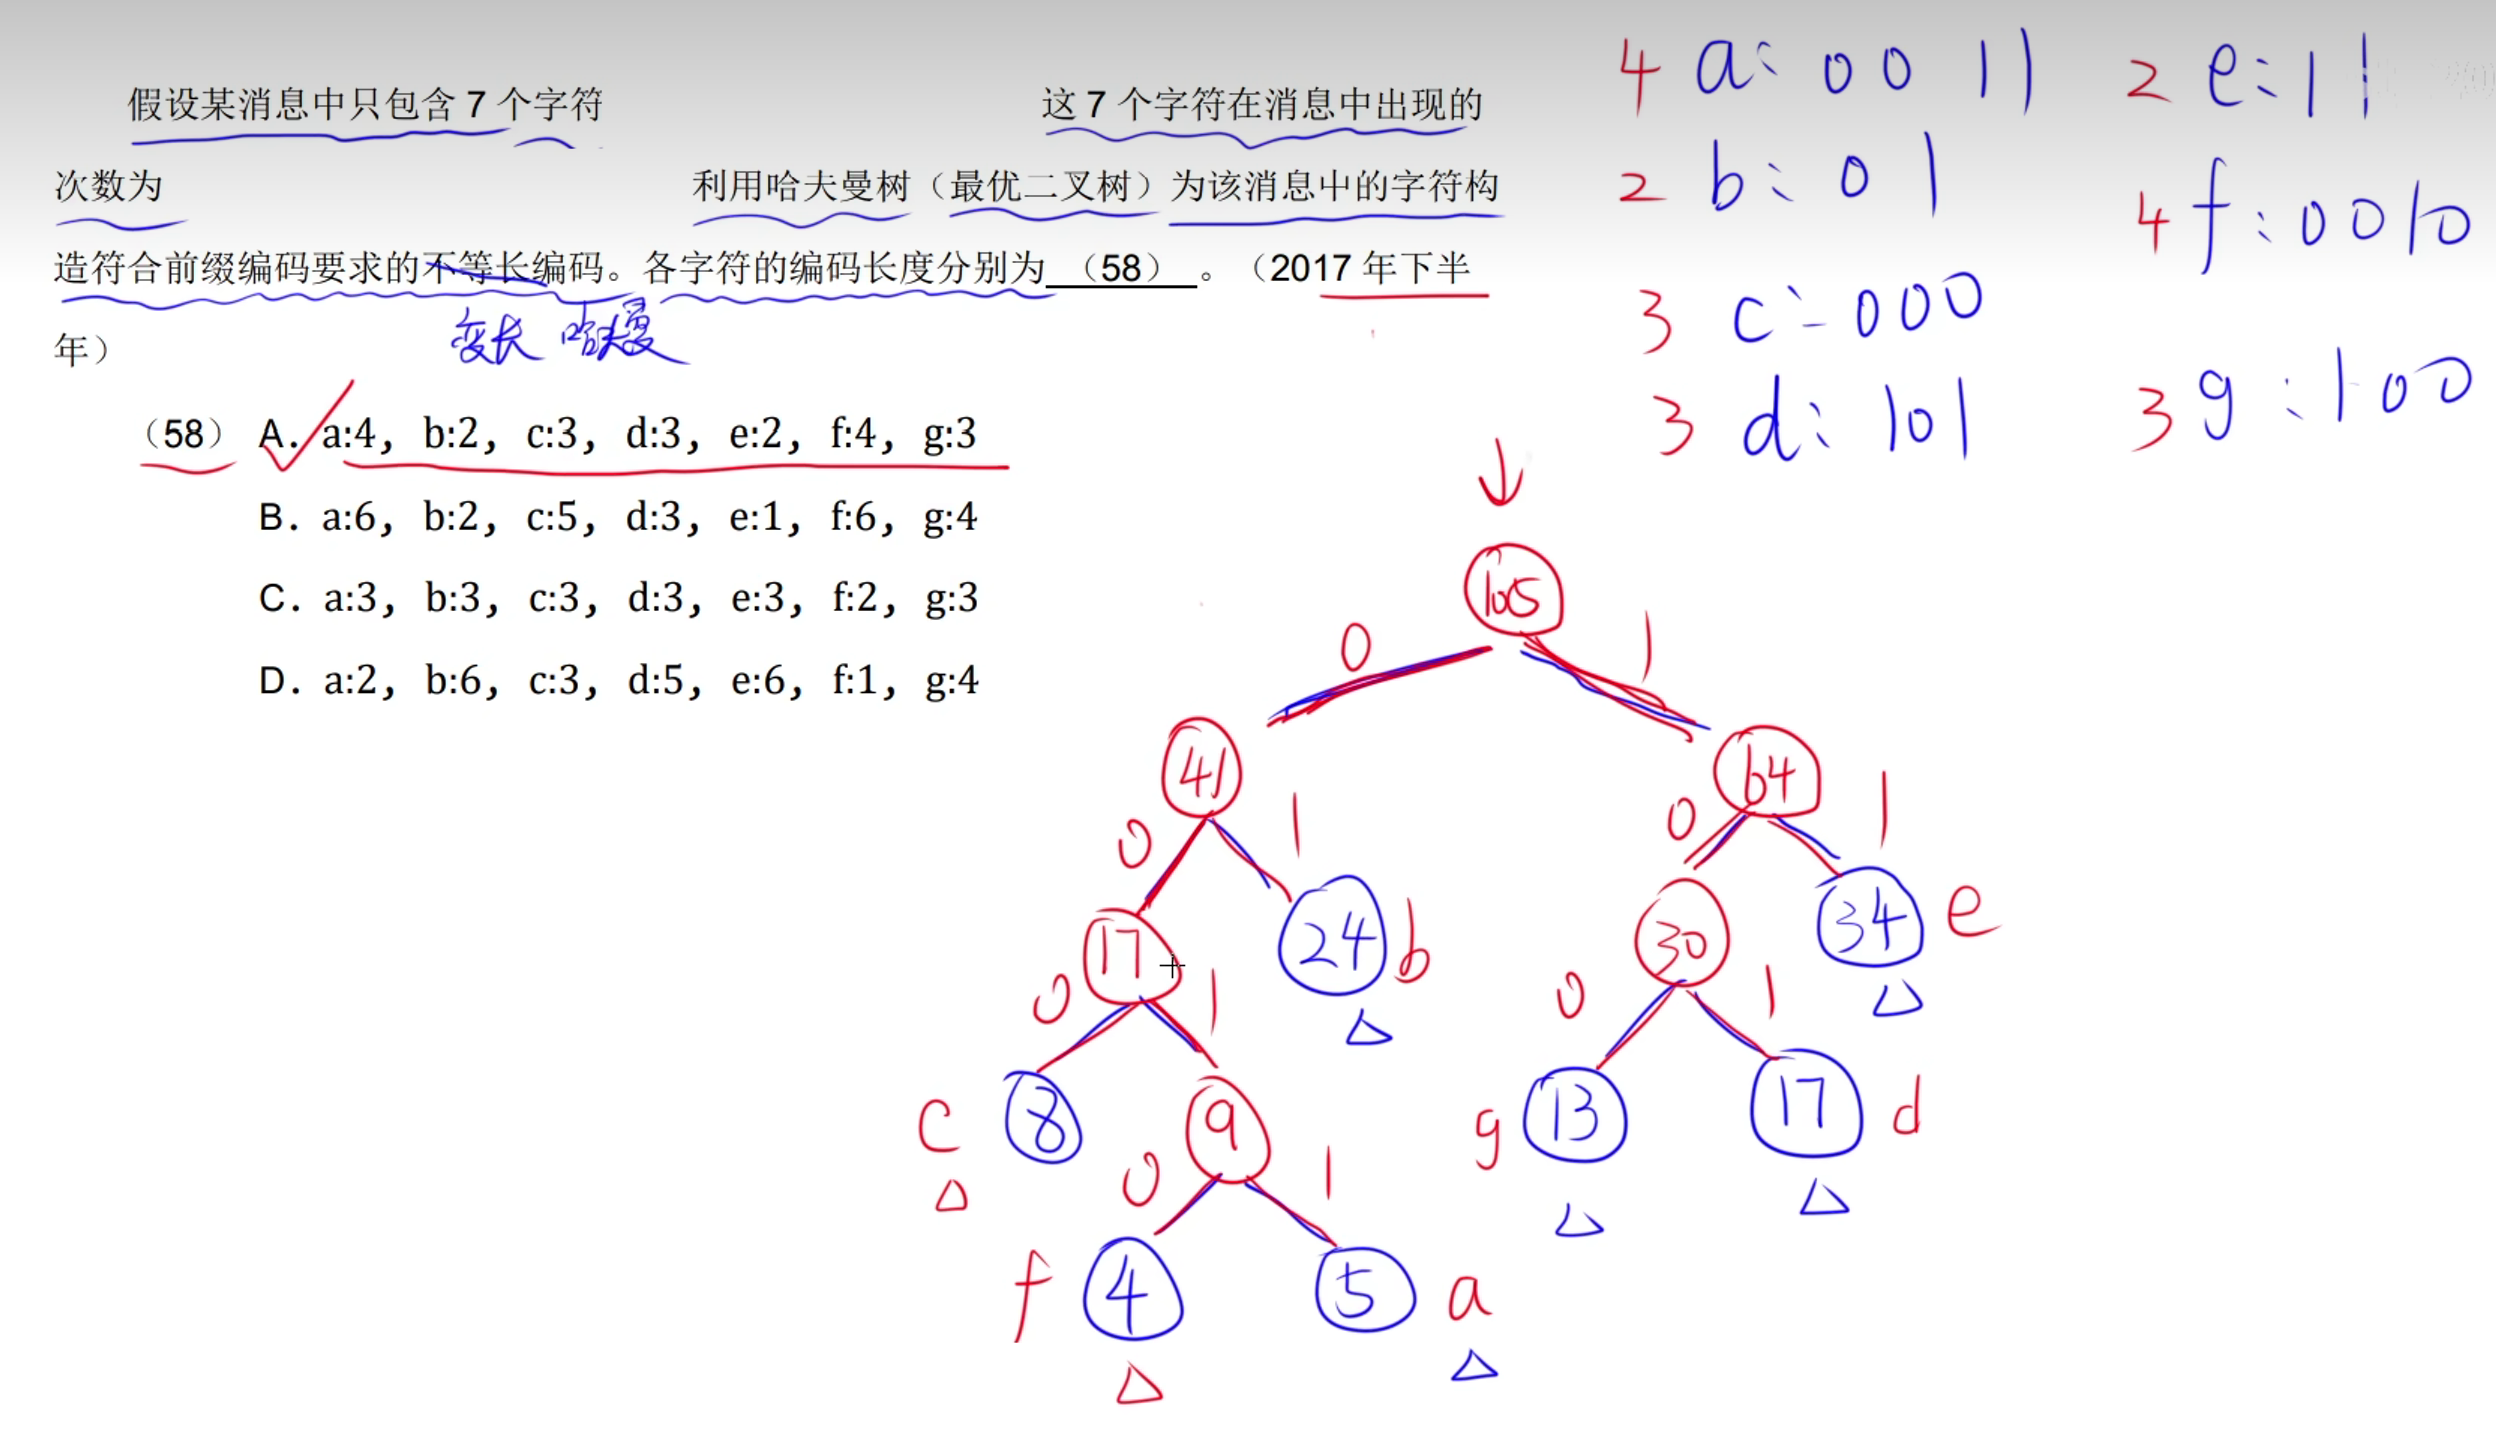 假设某消息中只包含 7 个字符 这 7 个字符在消息中出现的
次数为 利用哈夫曼树（最优二叉树）为该消息中的字符构
造符合前缀编码要求的不等长编码。各字符的编码长度分别为 （58） 。（2017 年下半
年）
变长 哈夫曼
（58） A. a:4, b:2, c:3, d:3, e:2, f:4, g:3
B. a:6, b:2, c:5, d:3, e:1, f:6, g:4
C. a:3, b:3, c:3, d:3, e:3, f:2, g:3
D. a:2, b:6, c:3, d:5, e:6, f:1, g:4
4 a: 0011
2 b: 01
3 c: 000
3 d: 101
2 e: 11
4 f: 0010
3 g: 100
105
0 1
41 64
0 1 0 1
17 24 b 30 34 e
0 1 0 1
c 8 9 g 13 17 d
0 1
f 4 5 a